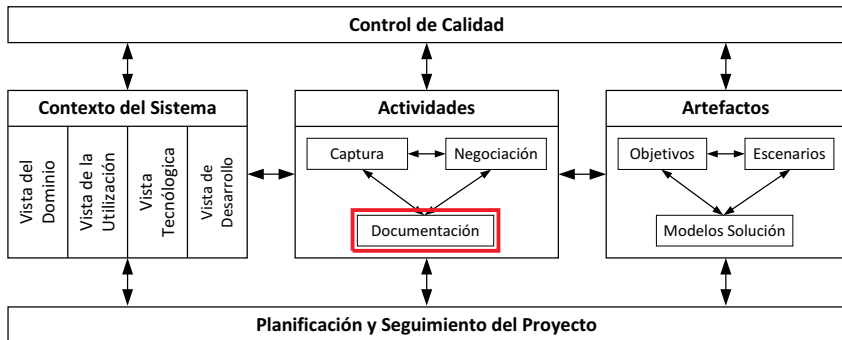 Control de Calidad
Contexto del Sistema
Vista del
Dominio
Vista de la
Utilización
Vista
Tecnólogica
Vista de
Desarrollo
Actividades
Captura
Negociación
Documentación
Artefactos
Objetivos
Escenarios
Modelos Solución
Planificación y Seguimiento del Proyecto